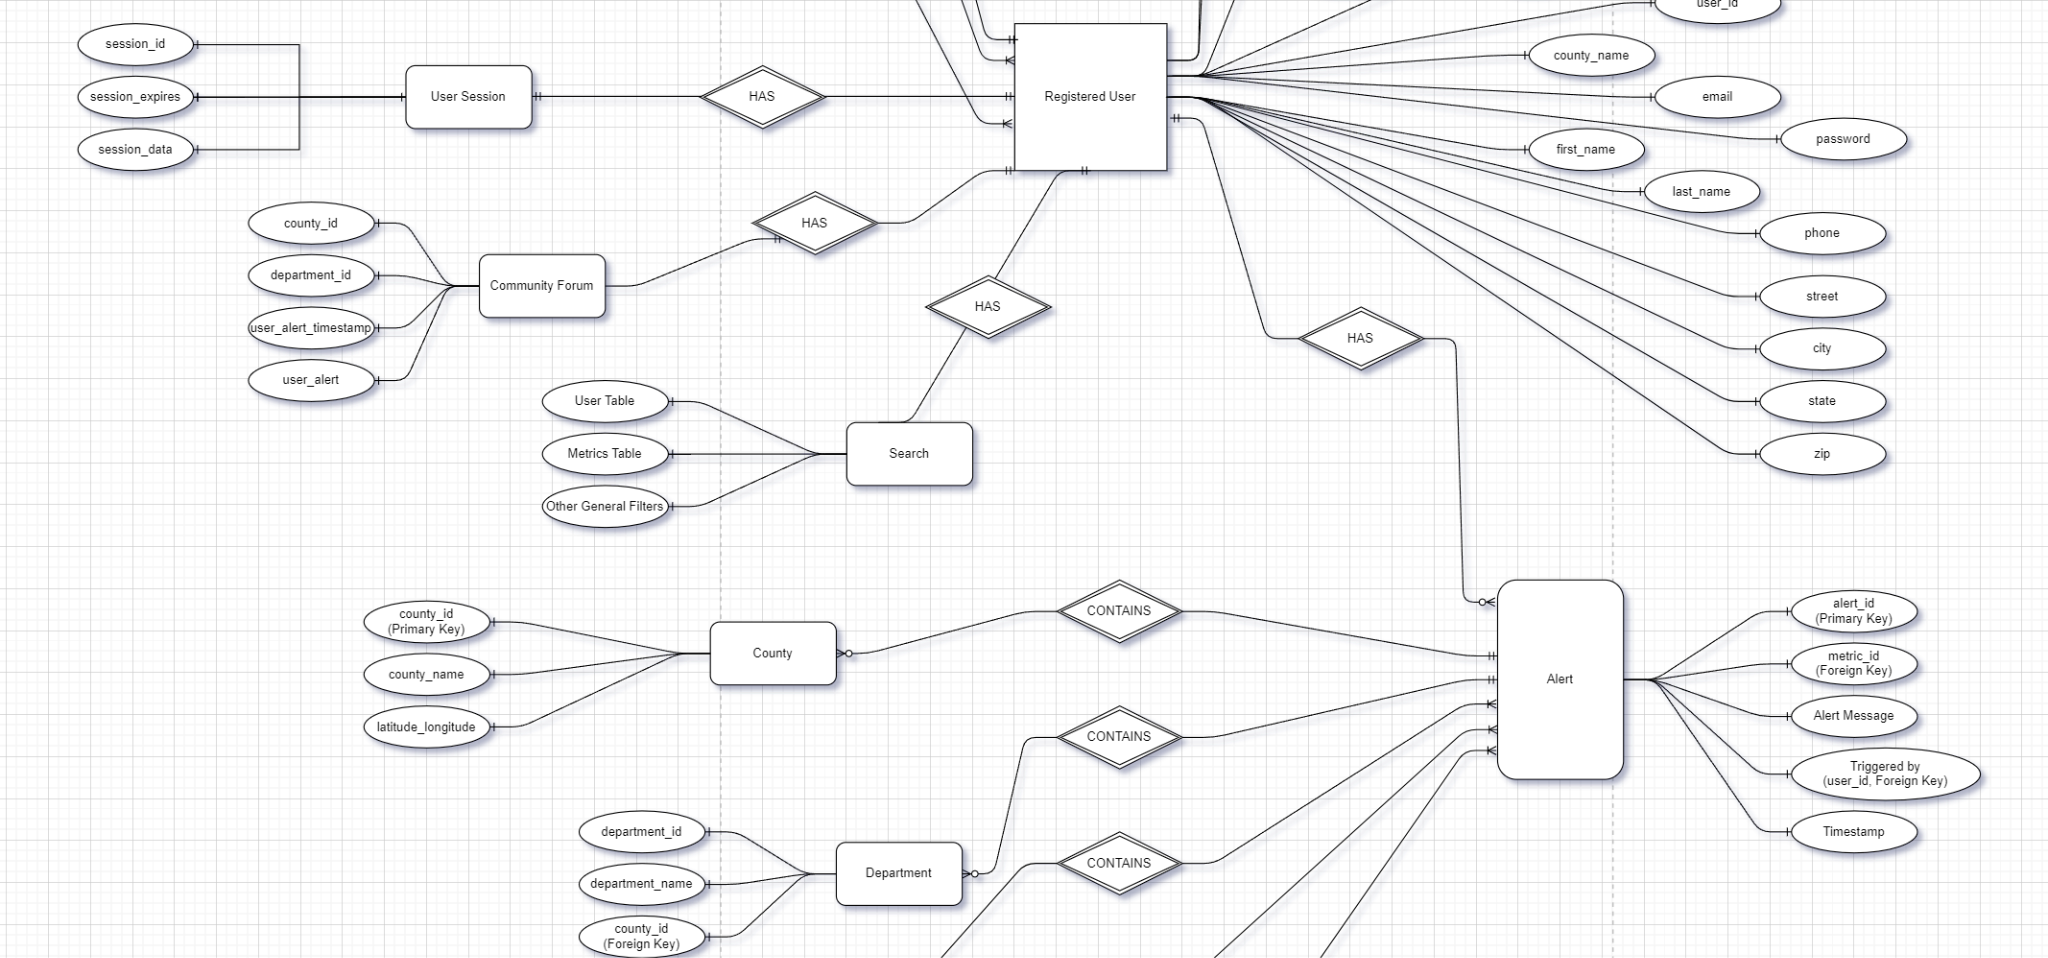 user_id
session_id
county_name
session_expires
User Session
HAS
Registered User
email
password
session_data
first_name
last_name
county_id
HAS
phone
department_id
Community Forum
street
HAS
user_alert_timestamp
HAS
city
user_alert
User Table
state
Metrics Table
Search
zip
Other General Filters
county_id
(Primary Key)
CONTAINS
alert_id
(Primary Key)
County
metric_id
(Foreign Key)
county_name
Alert
latitude_longitude
Alert Message
CONTAINS
Triggered by
(user_id, Foreign Key)
department_id
Timestamp
CONTAINS
Department
department_name
county_id
(Foreign Key)